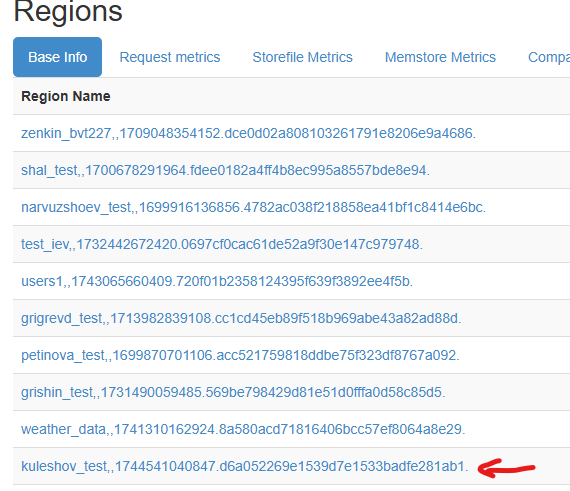 Regions
Base Info Request metrics Storefile Metrics Memstore Metrics Compa
Region Name
zenkin_bvt227,,1709048354152.dce0d02a808103261791e8206e9a4686.
shal_test,,1700678291964.fdee0182a4ff4b8ec995a8557bde8e94.
narvuzshoev_test,,1699916136856.4782ac038f218858ea41bf1c8414e6bc.
test_iev,,1732442672420.0697cf0cac61de52a9f30e147c979748.
users1,,1743065660409.720f01b2358124395f639f3892ee4f5b.
grigrevd_test,,1713982839108.cc1cd45eb89f518b969abe43a82ad88d.
petinova_test,,1699870701106.acc521759818ddbe75f323df8767a092.
grishin_test,,1731490059485.569be798429d81e51d0fffa0d58c85d5.
weather_data,,1741310162924.8a580acd71816406bcc57ef8064a8e29.
kuleshov_test,,1744541040847.d6a052269e1539d7e1533badfe281ab1.